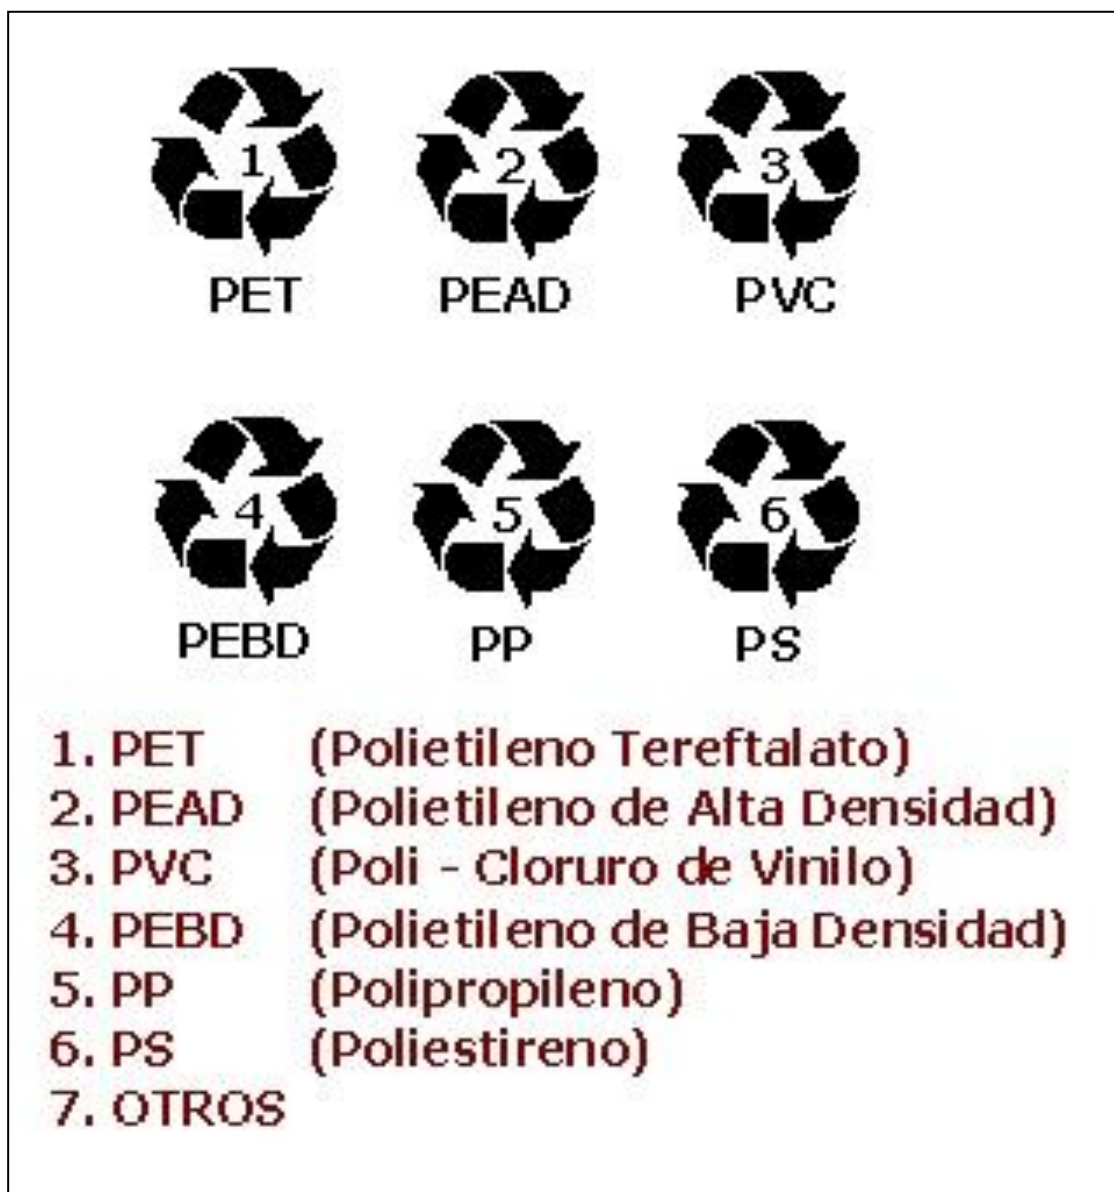 1 2 3
PET PEAD PVC
4 5 6
PEBD PP PS
1. PET (Polietileno Tereftalato)
2. PEAD (Polietileno de Alta Densidad)
3. PVC (Poli - Cloruro de Vinilo)
4. PEBD (Polietileno de Baja Densidad)
5. PP (Polipropileno)
6. PS (Poliestireno)
7. OTROS